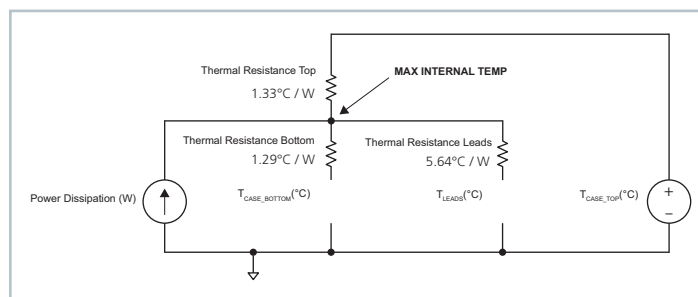 Thermal Resistance Top
1.33°C / W
MAX INTERNAL TEMP
Thermal Resistance Bottom
1.29°C / W
Thermal Resistance Leads
5.64°C / W
Power Dissipation (W)
T_CASE_BOTTOM(°C)
T_LEADS(°C)
T_CASE_TOP(°C)
+
–